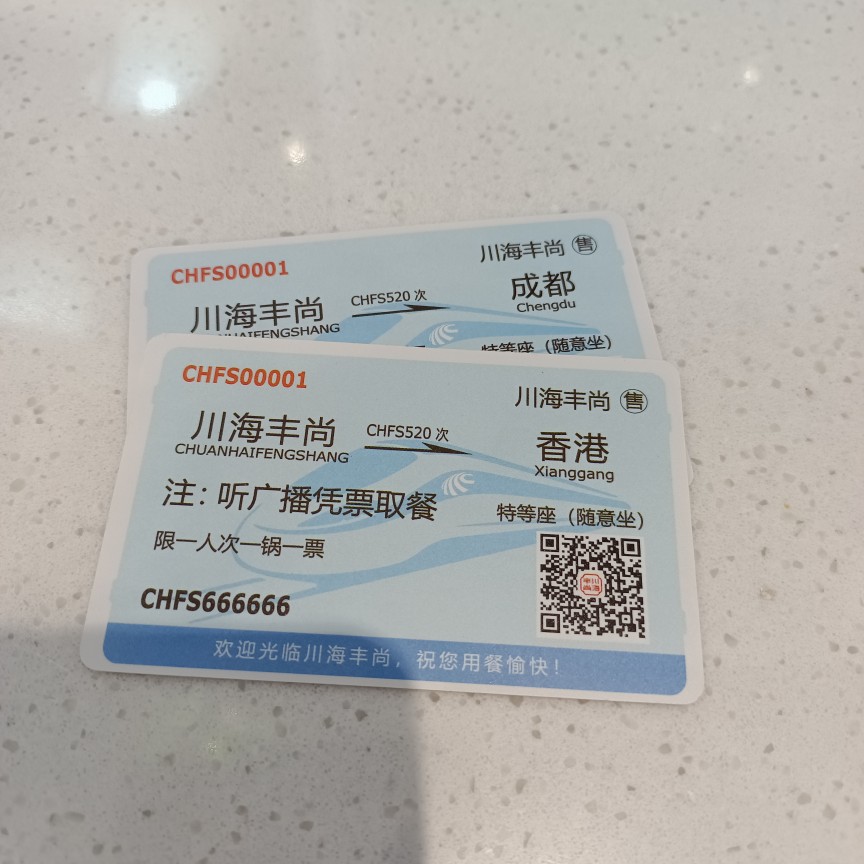 CHFS00001
川海丰尚 售
川海丰尚
CHFS520 次
成都
Chengdu
HAIFENGSHANG
特等座（随意坐）
CHFS00001
川海丰尚 售
川海丰尚
CHFS520 次
香港
CHUANHAIFENGSHANG
Xianggang
注: 听广播凭票取餐
特等座（随意坐）
限一人次一锅一票
CHFS666666
欢迎光临川海丰尚，祝您用餐愉快！